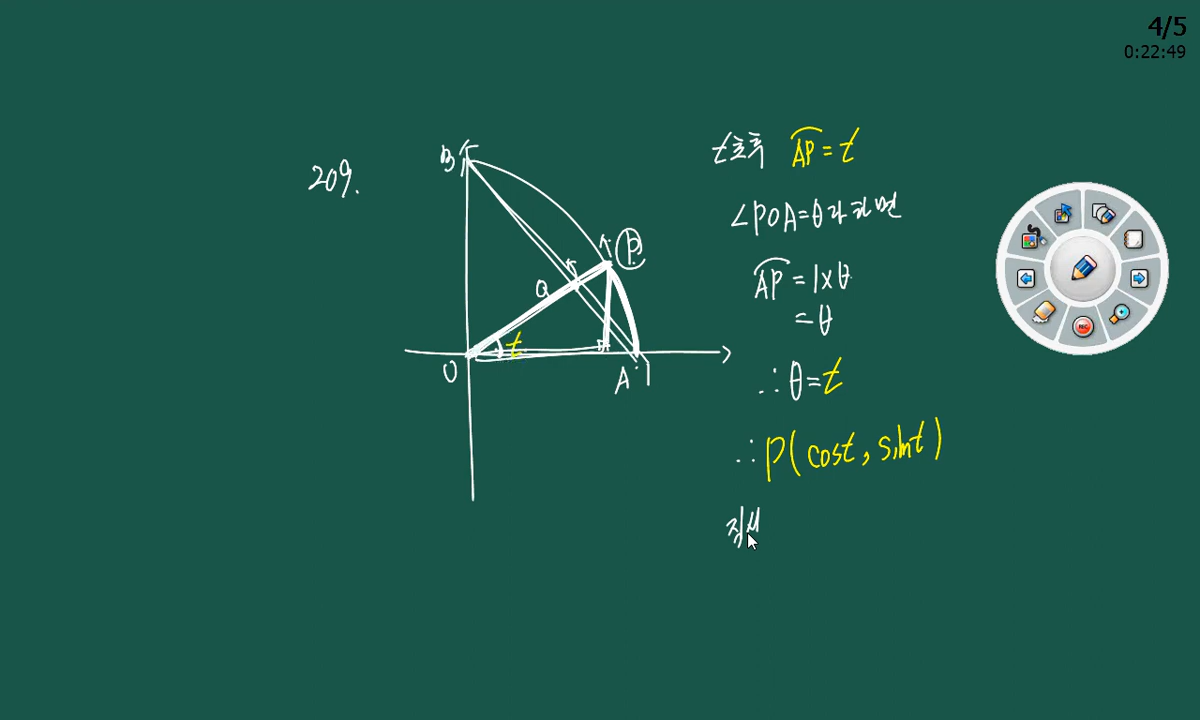 4/5
0:22:49
209.
B
P
Q
t
O
A
1
t초후 AP = t
∠POA=θ라 하면
AP = 1×θ
= θ
∴ θ = t
∴ P(cost, sint)
직선
REC